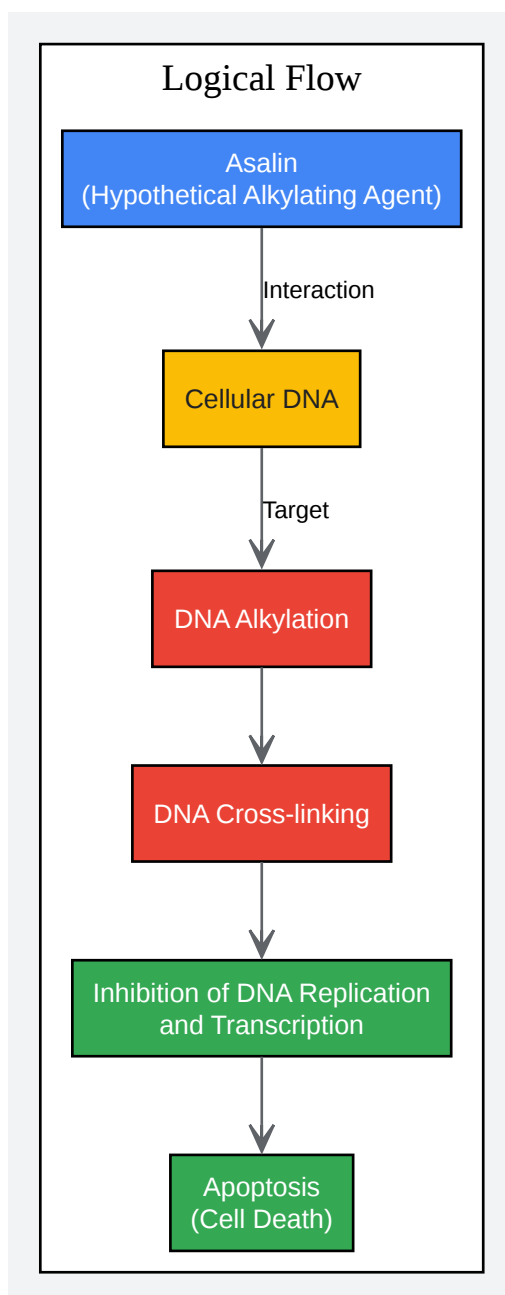 Logical Flow
Asalin
(Hypothetical Alkylating Agent)
Interaction
Cellular DNA
Target
DNA Alkylation
DNA Cross-linking
Inhibition of DNA Replication
and Transcription
Apoptosis
(Cell Death)